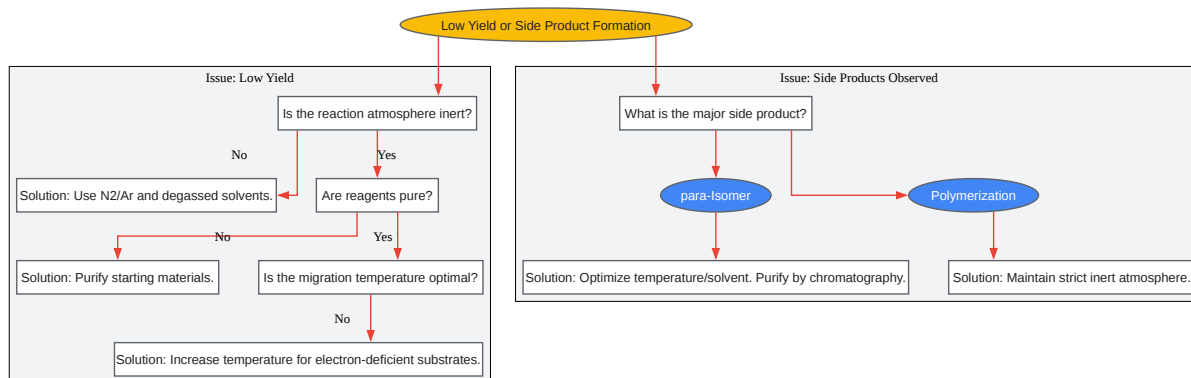 Low Yield or Side Product Formation
Issue: Low Yield
Is the reaction atmosphere inert?
No
Yes
Solution: Use N2/Ar and degassed solvents.
Are reagents pure?
No
Yes
Solution: Purify starting materials.
Is the migration temperature optimal?
No
Solution: Increase temperature for electron-deficient substrates.
Issue: Side Products Observed
What is the major side product?
para-Isomer
Polymerization
Solution: Optimize temperature/solvent. Purify by chromatography.
Solution: Maintain strict inert atmosphere.